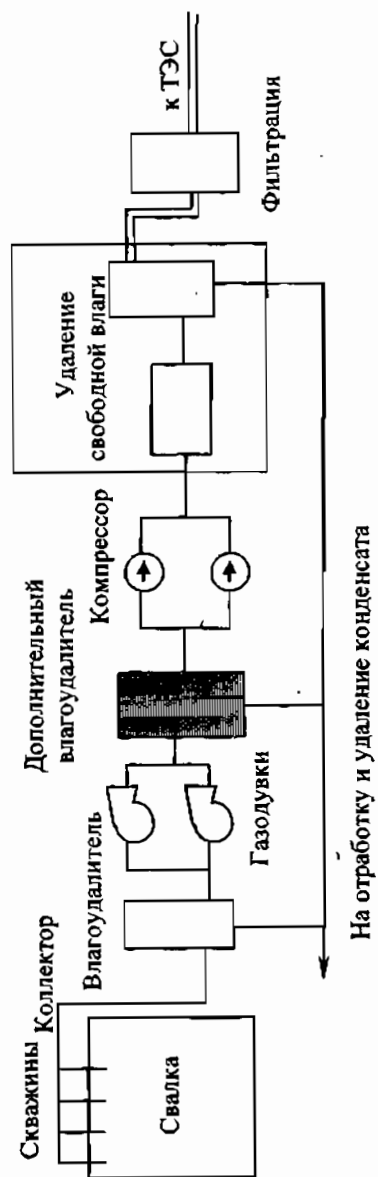 Скважины
Коллектор
Свалка
Влагоудалитель
Газодувки
Дополнительный
влагоудалитель
Компрессор
Удаление
свободной влаги
Фильтрация
к ТЭС
На отработку и удаление конденсата